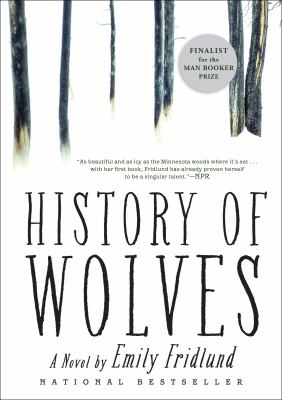 FINALIST
for the
MAN BOOKER
PRIZE
"As beautiful and as icy as the Minnesota woods where it's set . . .
with her first book, Fridlund has already proven herself
to be a singular talent."—NPR
HISTORY OF
WOLVES
A Novel by Emily Fridlund
NATIONAL BESTSELLER